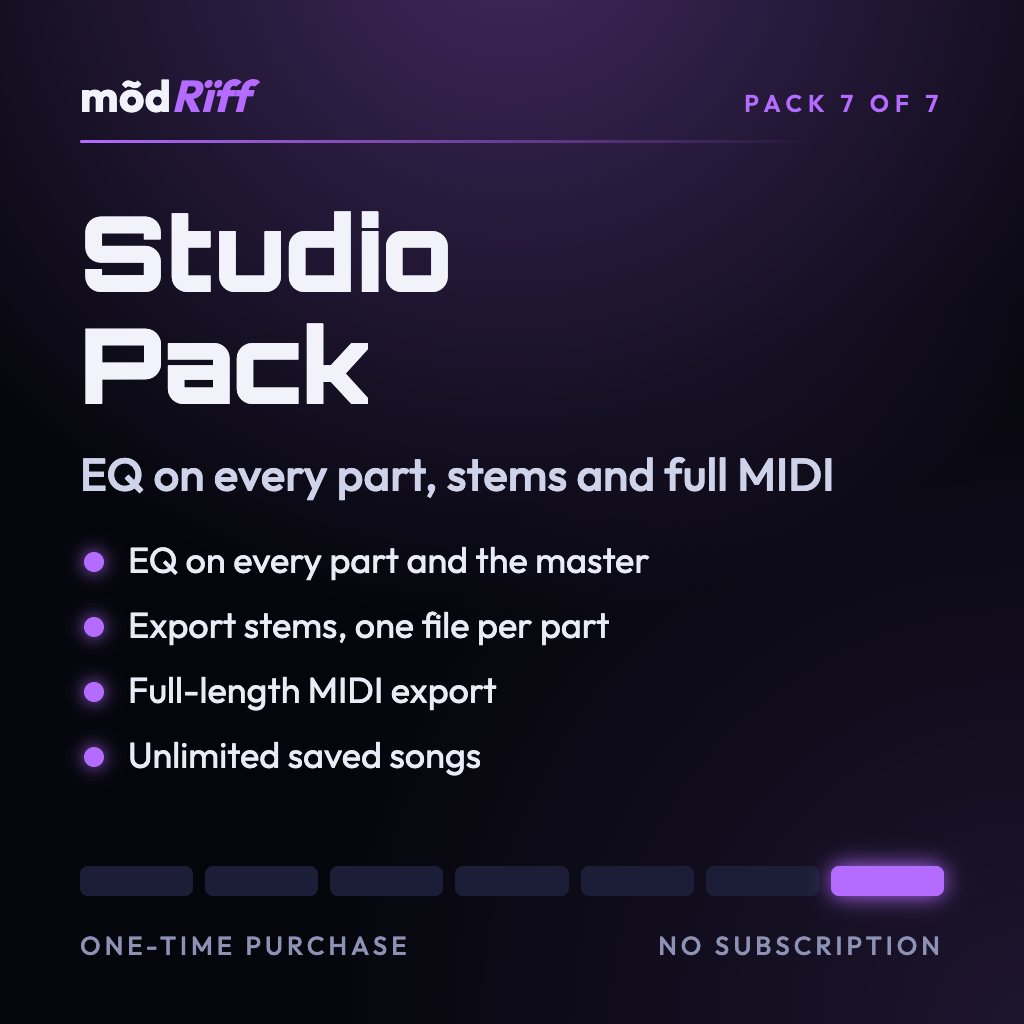 mõdRïff
PACK 7 OF 7
Studio
Pack
EQ on every part, stems and full MIDI
EQ on every part and the master
Export stems, one file per part
Full-length MIDI export
Unlimited saved songs
ONE-TIME PURCHASE
NO SUBSCRIPTION